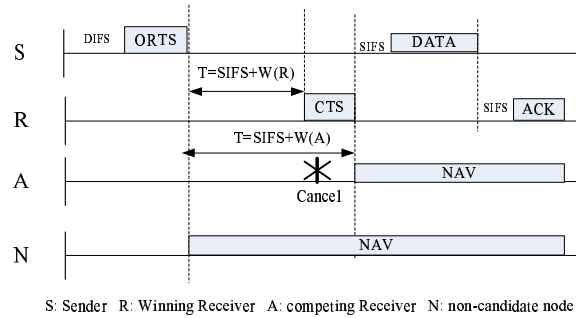 S
DIFS
ORTS
SIFS
DATA
T=SIFS+W(R)
R
CTS
SIFS
ACK
T=SIFS+W(A)
A
Cancel
NAV
N
NAV
S: Sender R: Winning Receiver A: competing Receiver N: non-candidate node